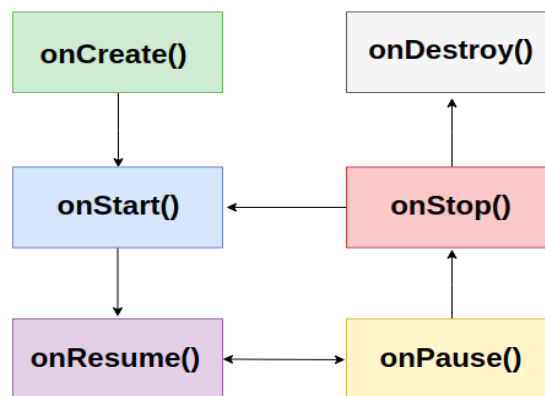 onCreate()
onDestroy()
onStart()
onStop()
onResume()
onPause()